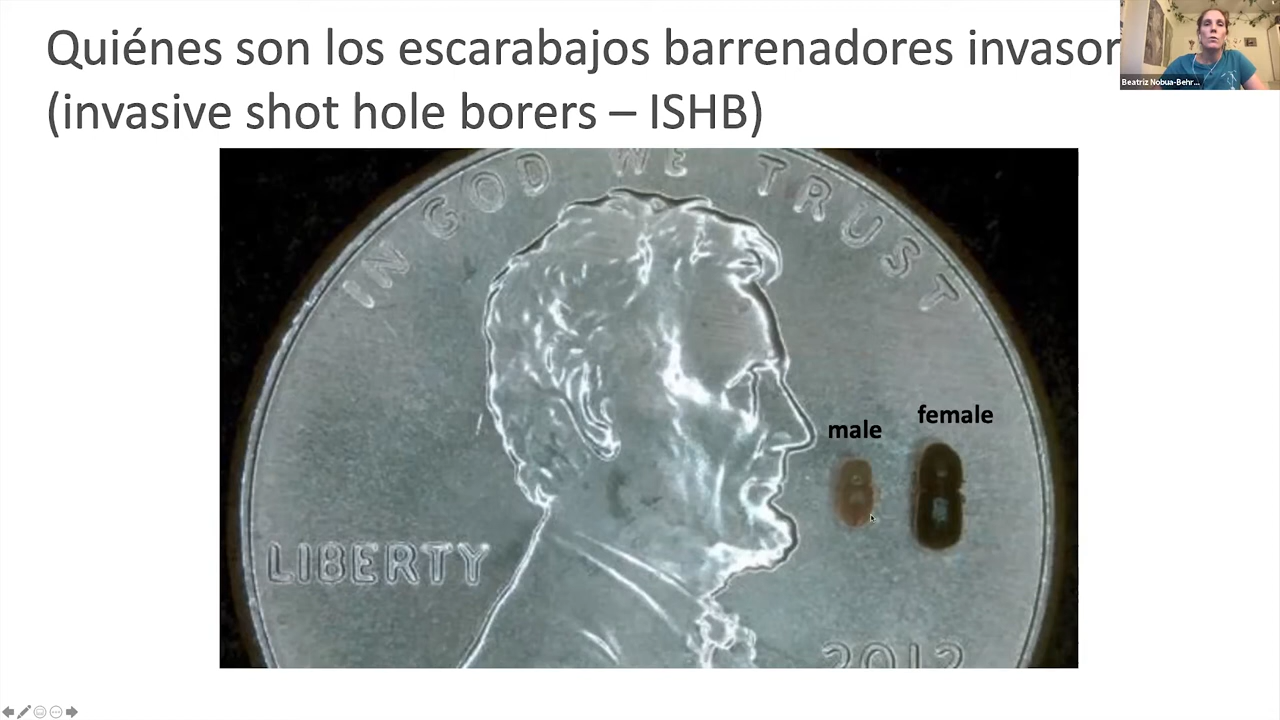 Quiénes son los escarabajos barrenadores invasor
(invasive shot hole borers – ISHB)
Beatriz Nobua-Behr...
IN GOD WE TRUST
male
female
LIBERTY
2012